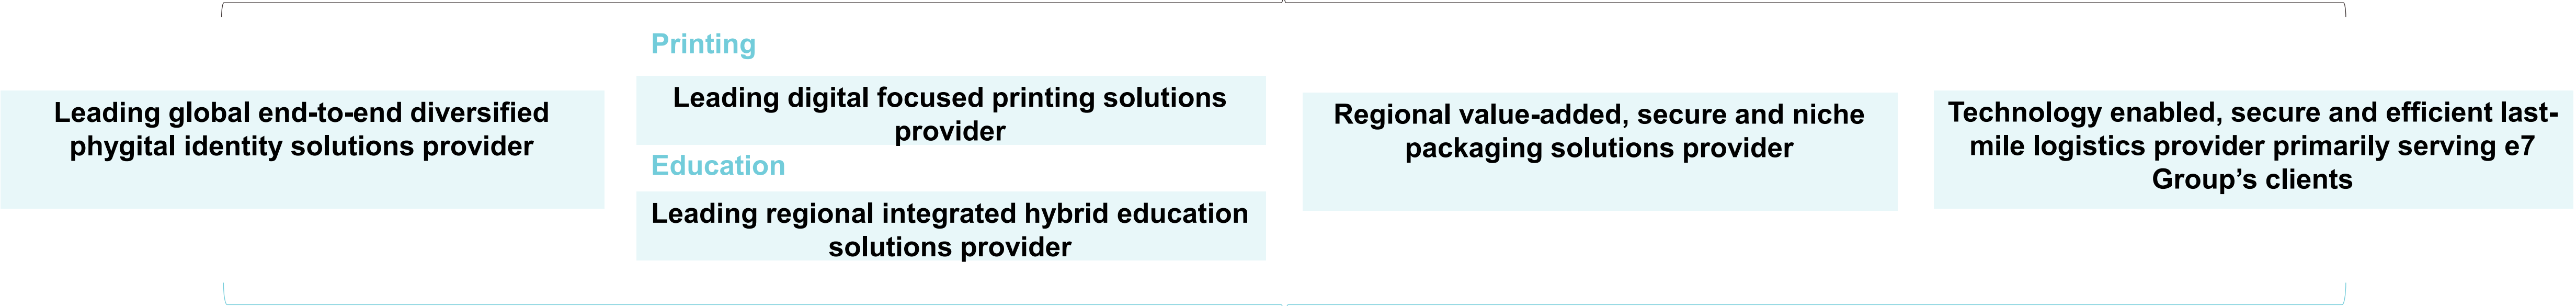 Leading global end-to-end diversified
phygital identity solutions provider
Printing
Leading digital focused printing solutions
provider
Education
Leading regional integrated hybrid education
solutions provider
Regional value-added, secure and niche
packaging solutions provider
Technology enabled, secure and efficient last-
mile logistics provider primarily serving e7
Group’s clients